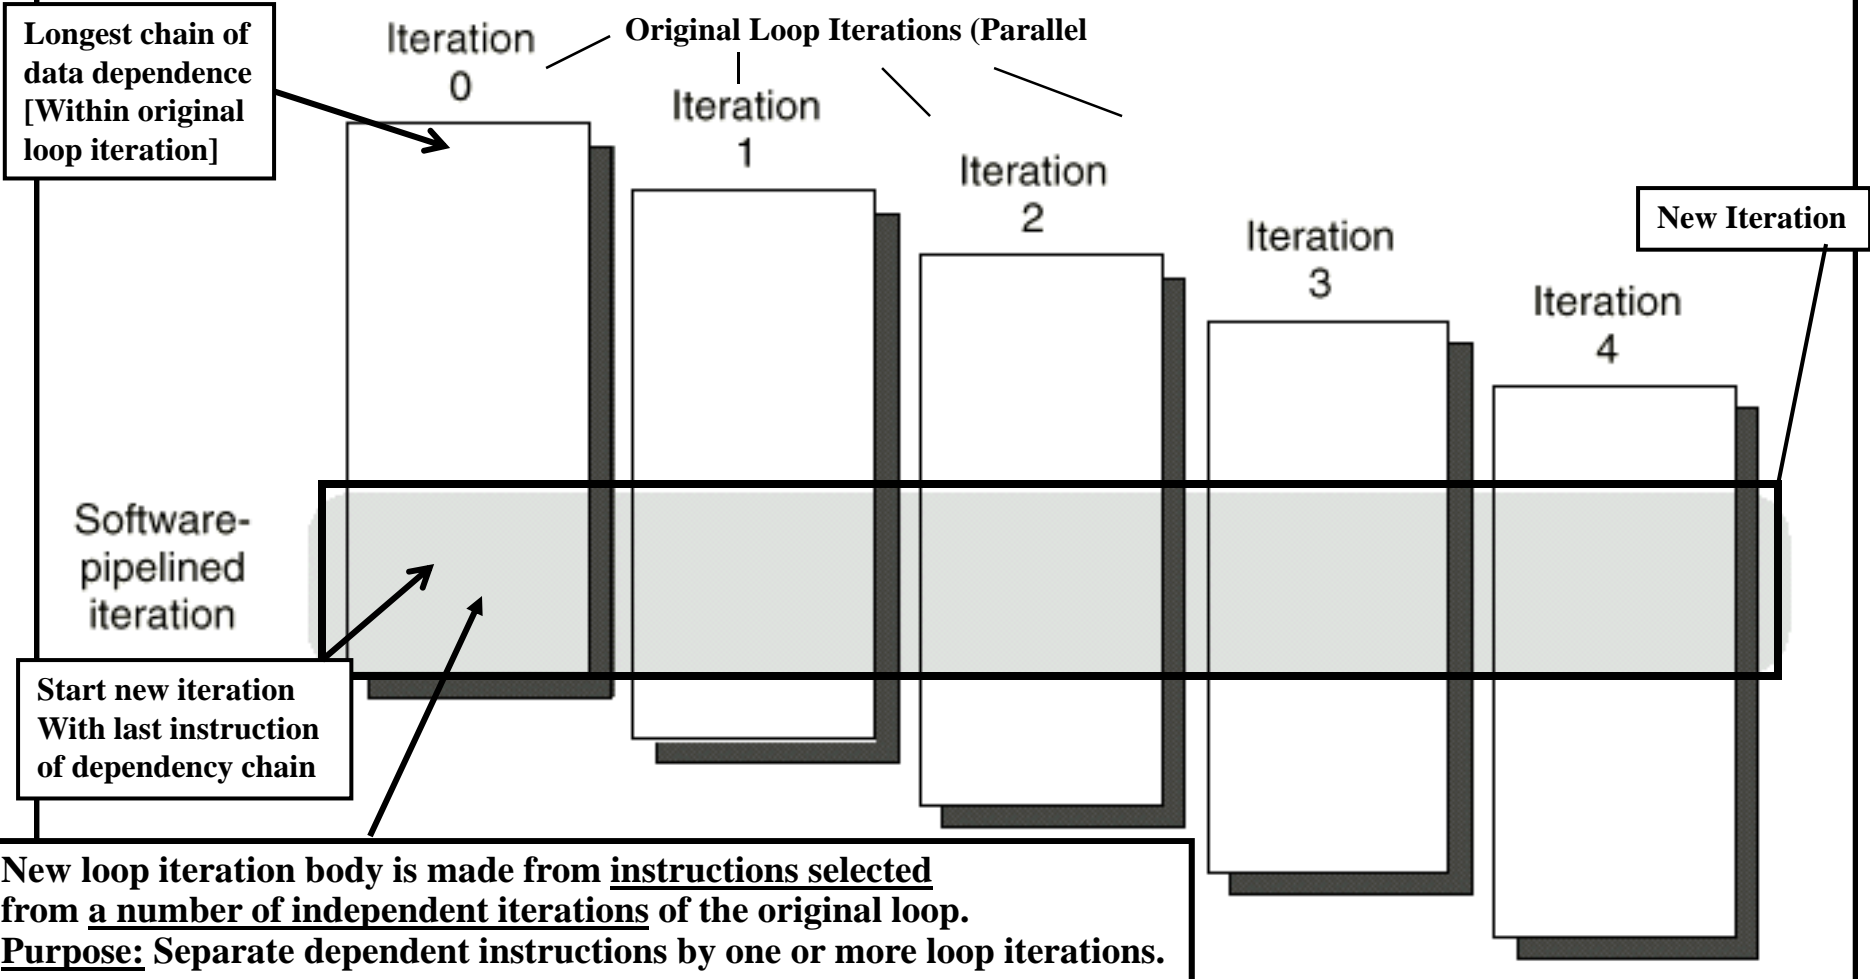 Longest chain of
data dependence
[Within original
loop iteration]
Original Loop Iterations (Parallel
Iteration
0
Iteration
1
Iteration
2
Iteration
3
Iteration
4
New Iteration
Software-
pipelined
iteration
Start new iteration
With last instruction
of dependency chain
New loop iteration body is made from instructions selected
from a number of independent iterations of the original loop.
Purpose: Separate dependent instructions by one or more loop iterations.